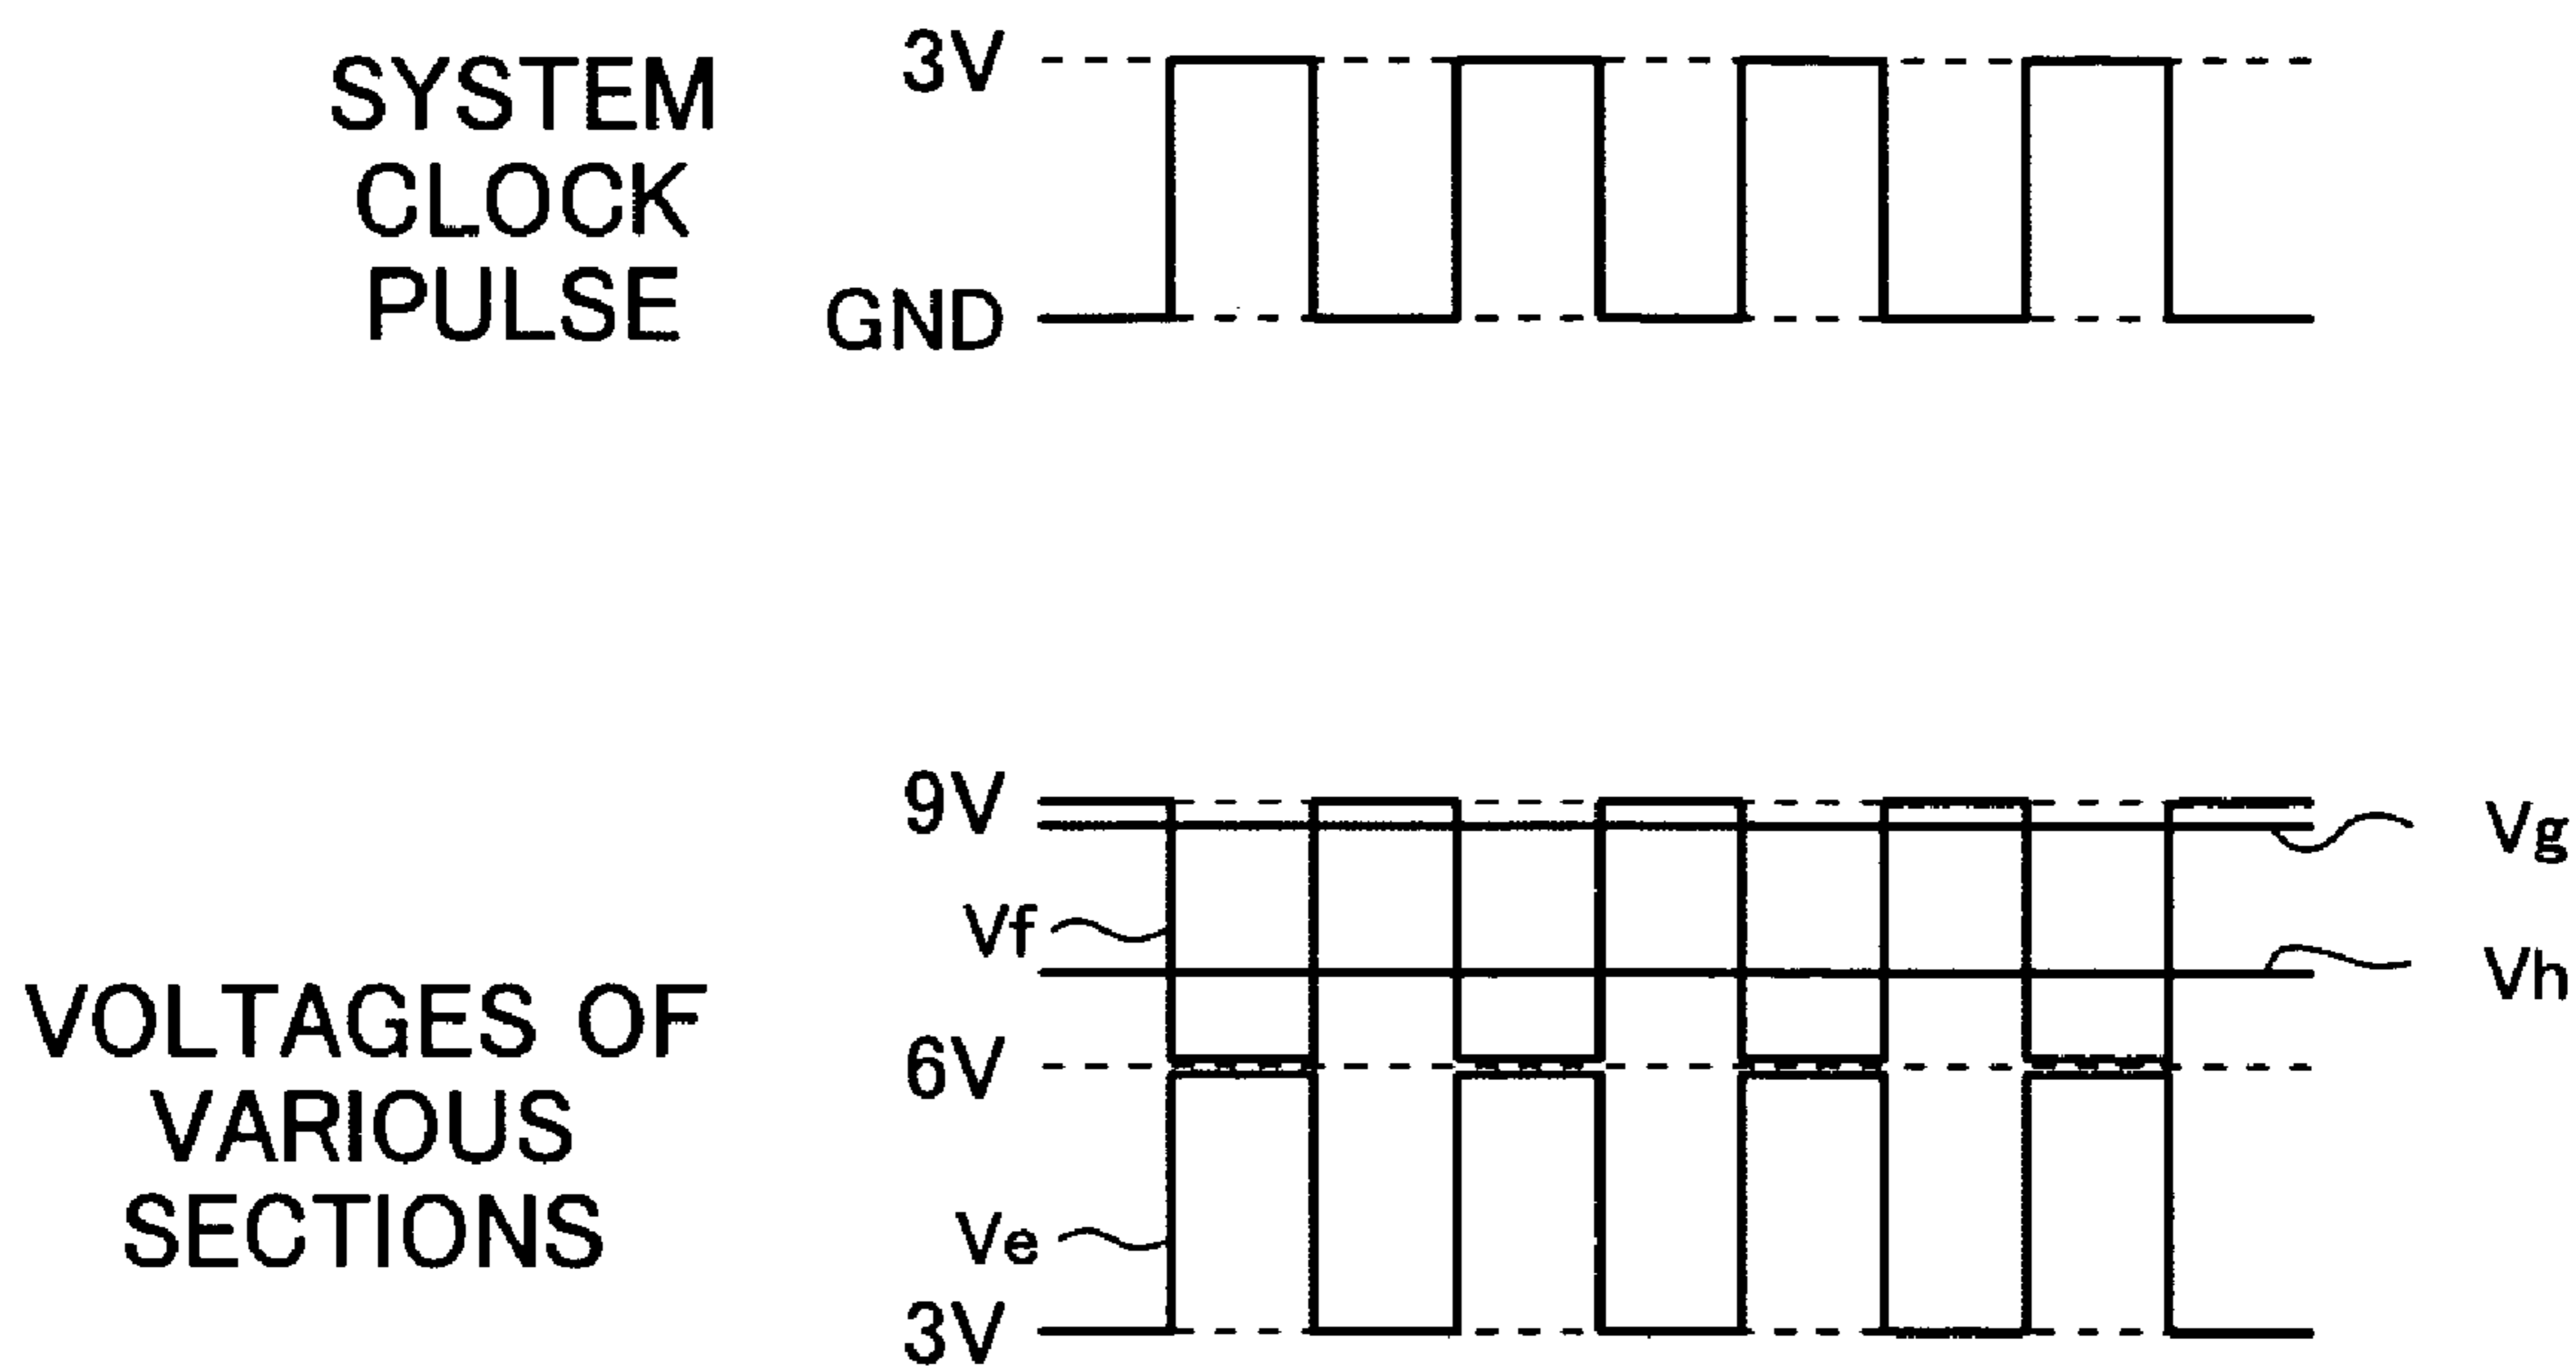 SYSTEM
CLOCK
PULSE
3V
GND
VOLTAGES OF
VARIOUS
SECTIONS
9V
Vf
6V
Ve
3V
Vg
Vh